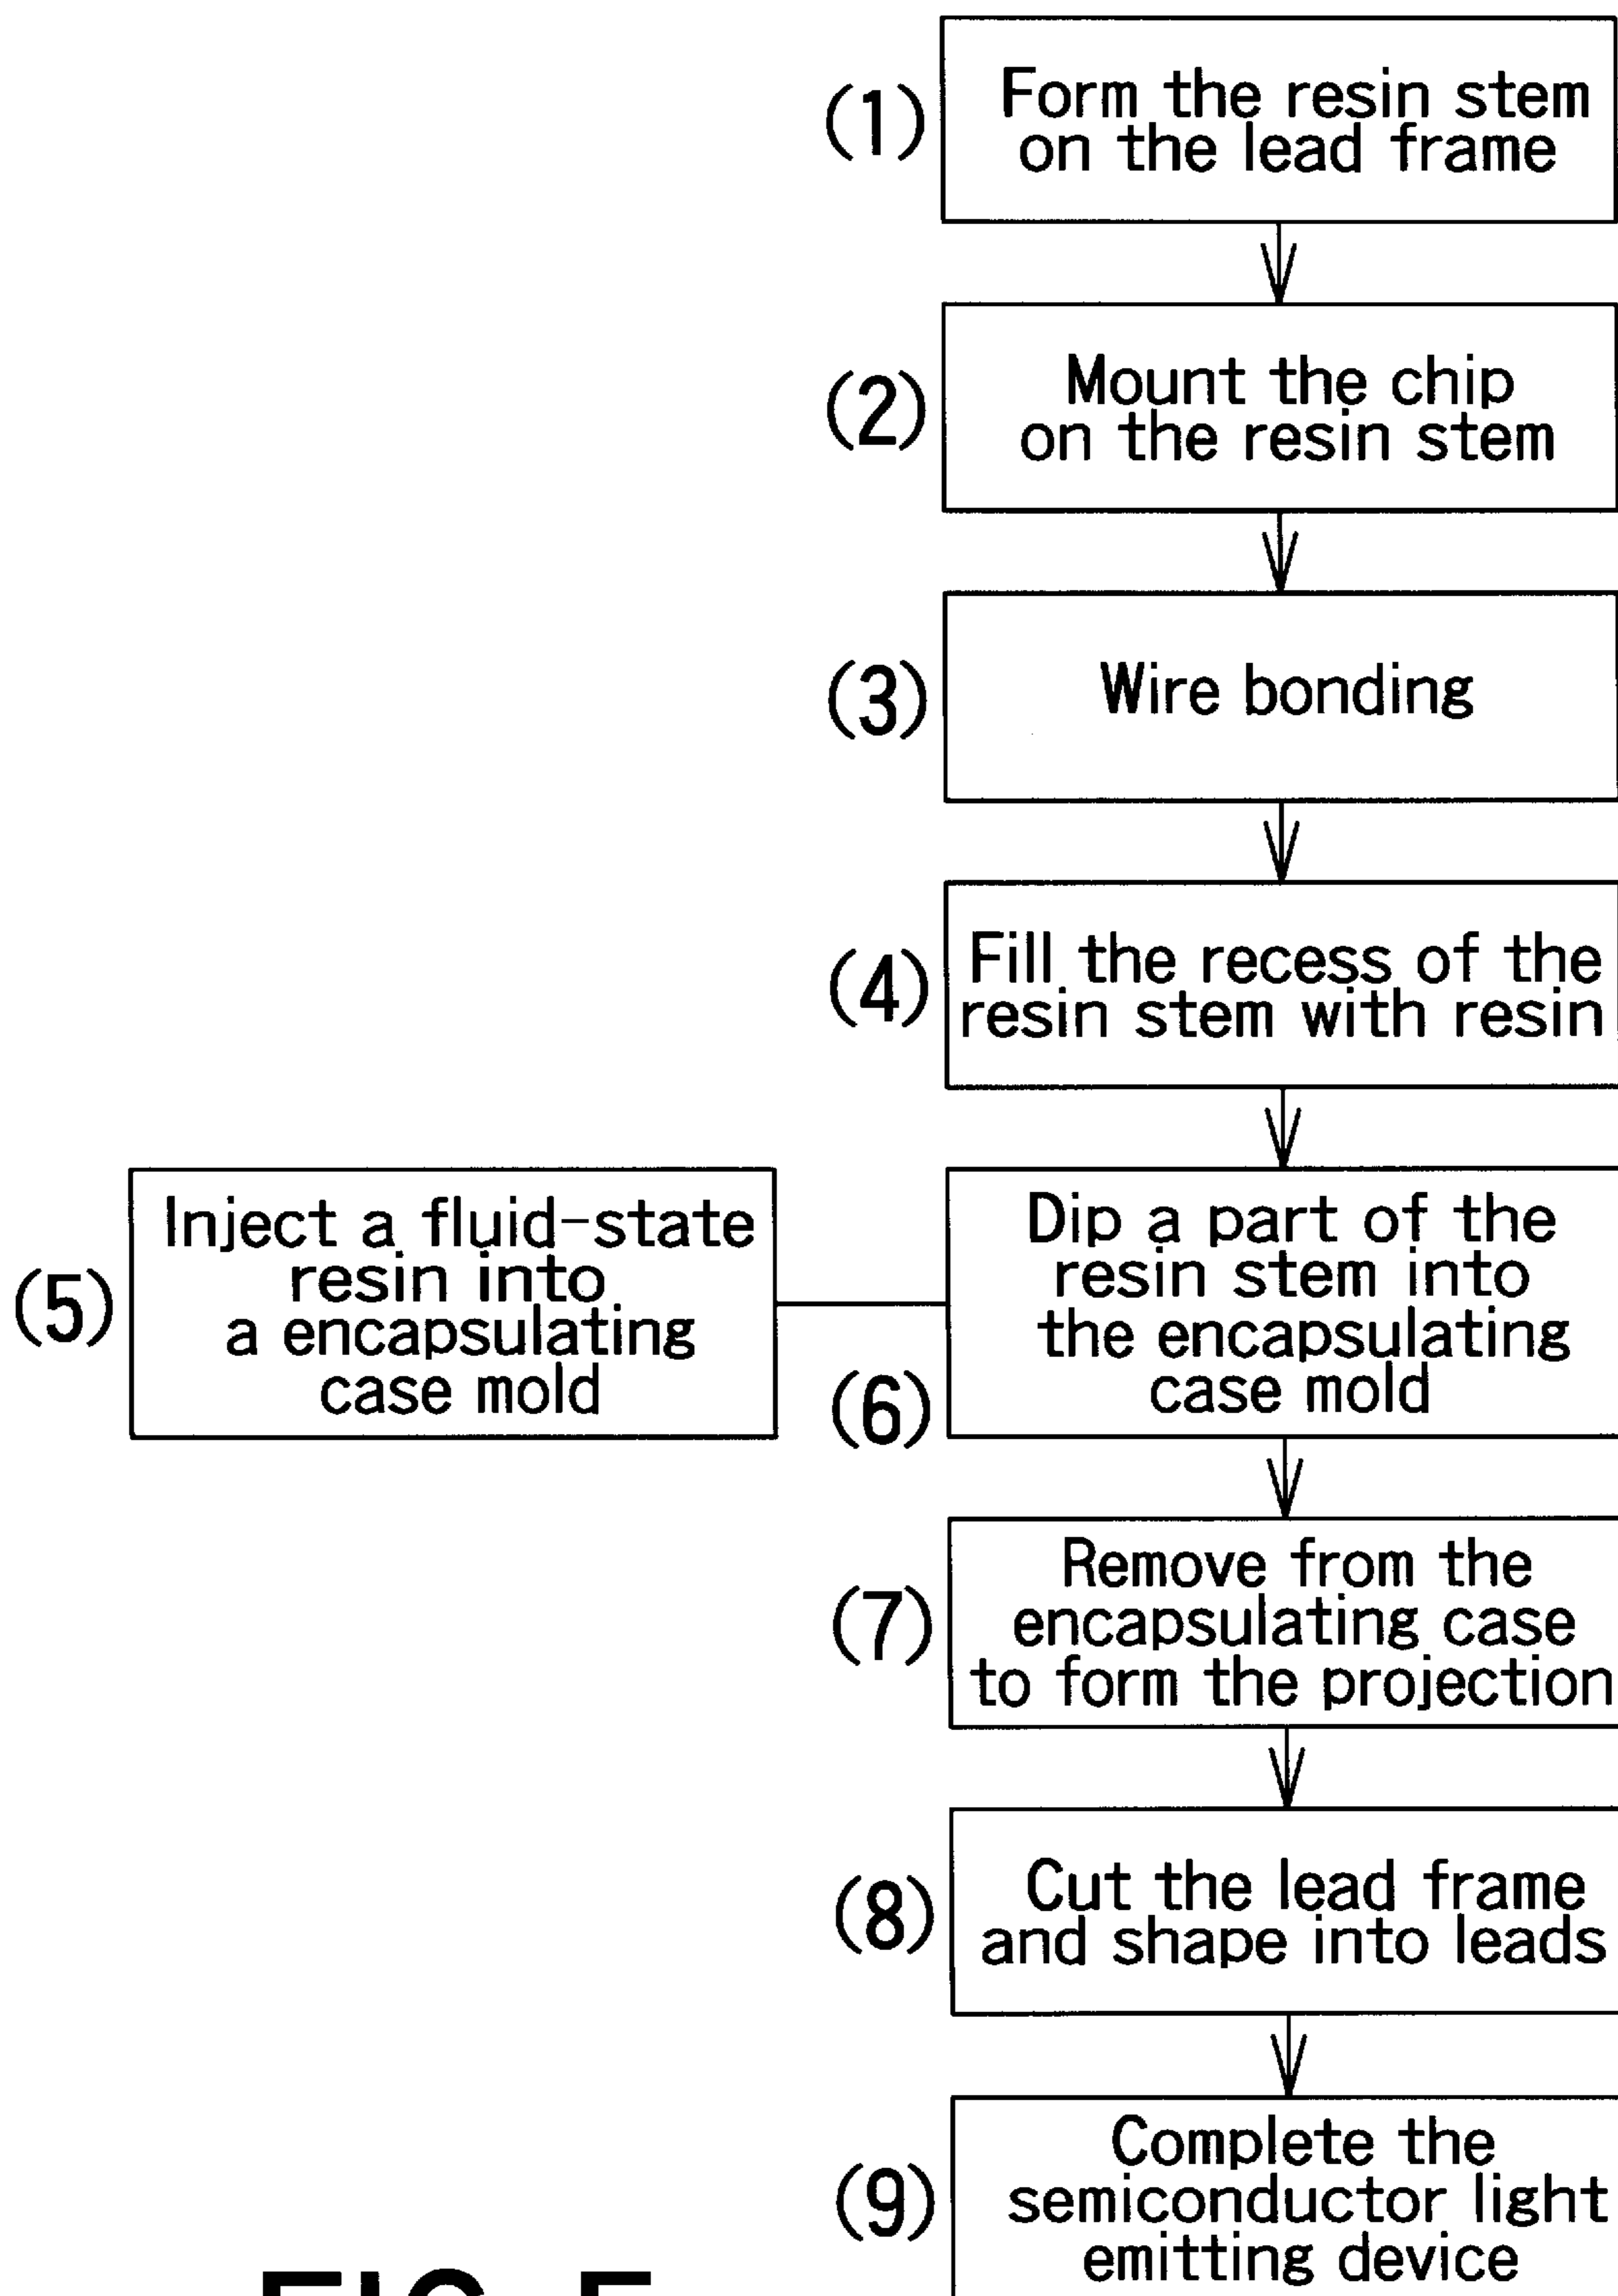 (1)
Form the resin stem
on the lead frame
(2)
Mount the chip
on the resin stem
(3)
Wire bonding
(4)
Fill the recess of the
resin stem with resin
(5)
Inject a fluid-state
resin into
a encapsulating
case mold
(6)
Dip a part of the
resin stem into
the encapsulating
case mold
(7)
Remove from the
encapsulating case
to form the projection
(8)
Cut the lead frame
and shape into leads
(9)
Complete the
semiconductor light
emitting device